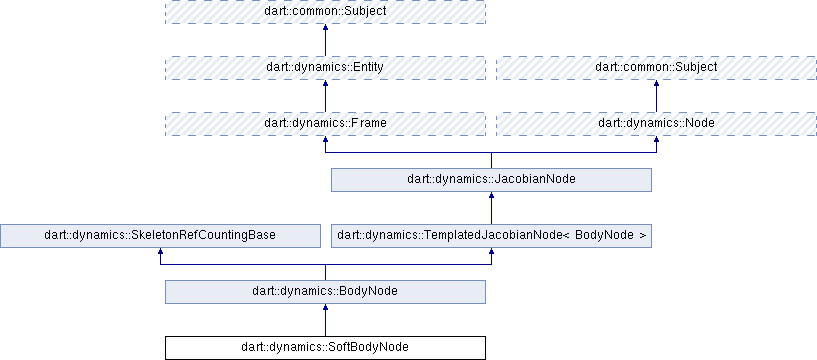 dart::common::Subject
dart::dynamics::Entity
dart::common::Subject
dart::dynamics::Frame
dart::dynamics::Node
dart::dynamics::JacobianNode
dart::dynamics::SkeletonRefCountingBase
dart::dynamics::TemplatedJacobianNode< BodyNode >
dart::dynamics::BodyNode
dart::dynamics::SoftBodyNode